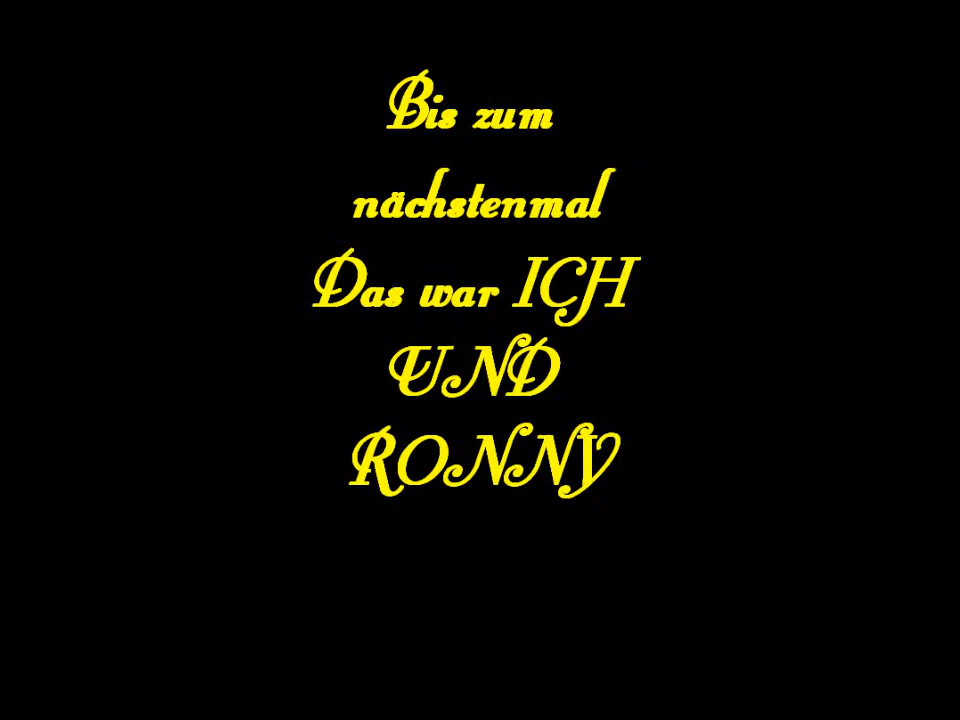 Bis zum
nächstenmal
Das war ICH
UND
RONNY